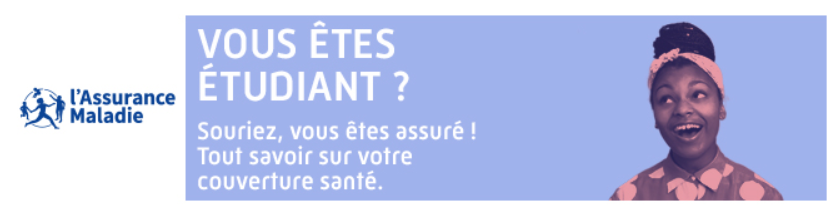 l'Assurance
Maladie
VOUS ÊTES
ÉTUDIANT ?
Souriez, vous êtes assuré !
Tout savoir sur votre
couverture santé.